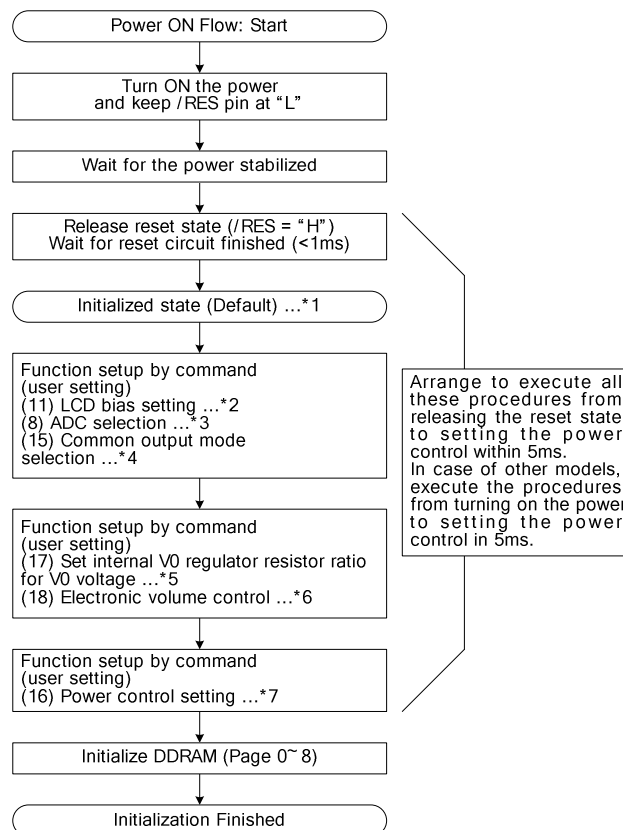 Power ON Flow: Start
Turn ON the power
and keep /RES pin at “L”
Wait for the power stabilized
Release reset state (/RES = “H”)
Wait for reset circuit finished (<1ms)
Initialized state (Default) ...*1
Function setup by command
(user setting)
(11) LCD bias setting ...*2
(8) ADC selection ...*3
(15) Common output mode
selection ...*4
Function setup by command
(user setting)
(17) Set internal V0 regulator resistor ratio
for V0 voltage ...*5
(18) Electronic volume control ...*6
Function setup by command
(user setting)
(16) Power control setting ...*7
Initialize DDRAM (Page 0~8)
Initialization Finished
Arrange to execute all
these procedures from
releasing the reset state
to setting the power
control within 5ms.
In case of other models,
execute the procedures
from turning on the power
to setting the power
control in 5ms.